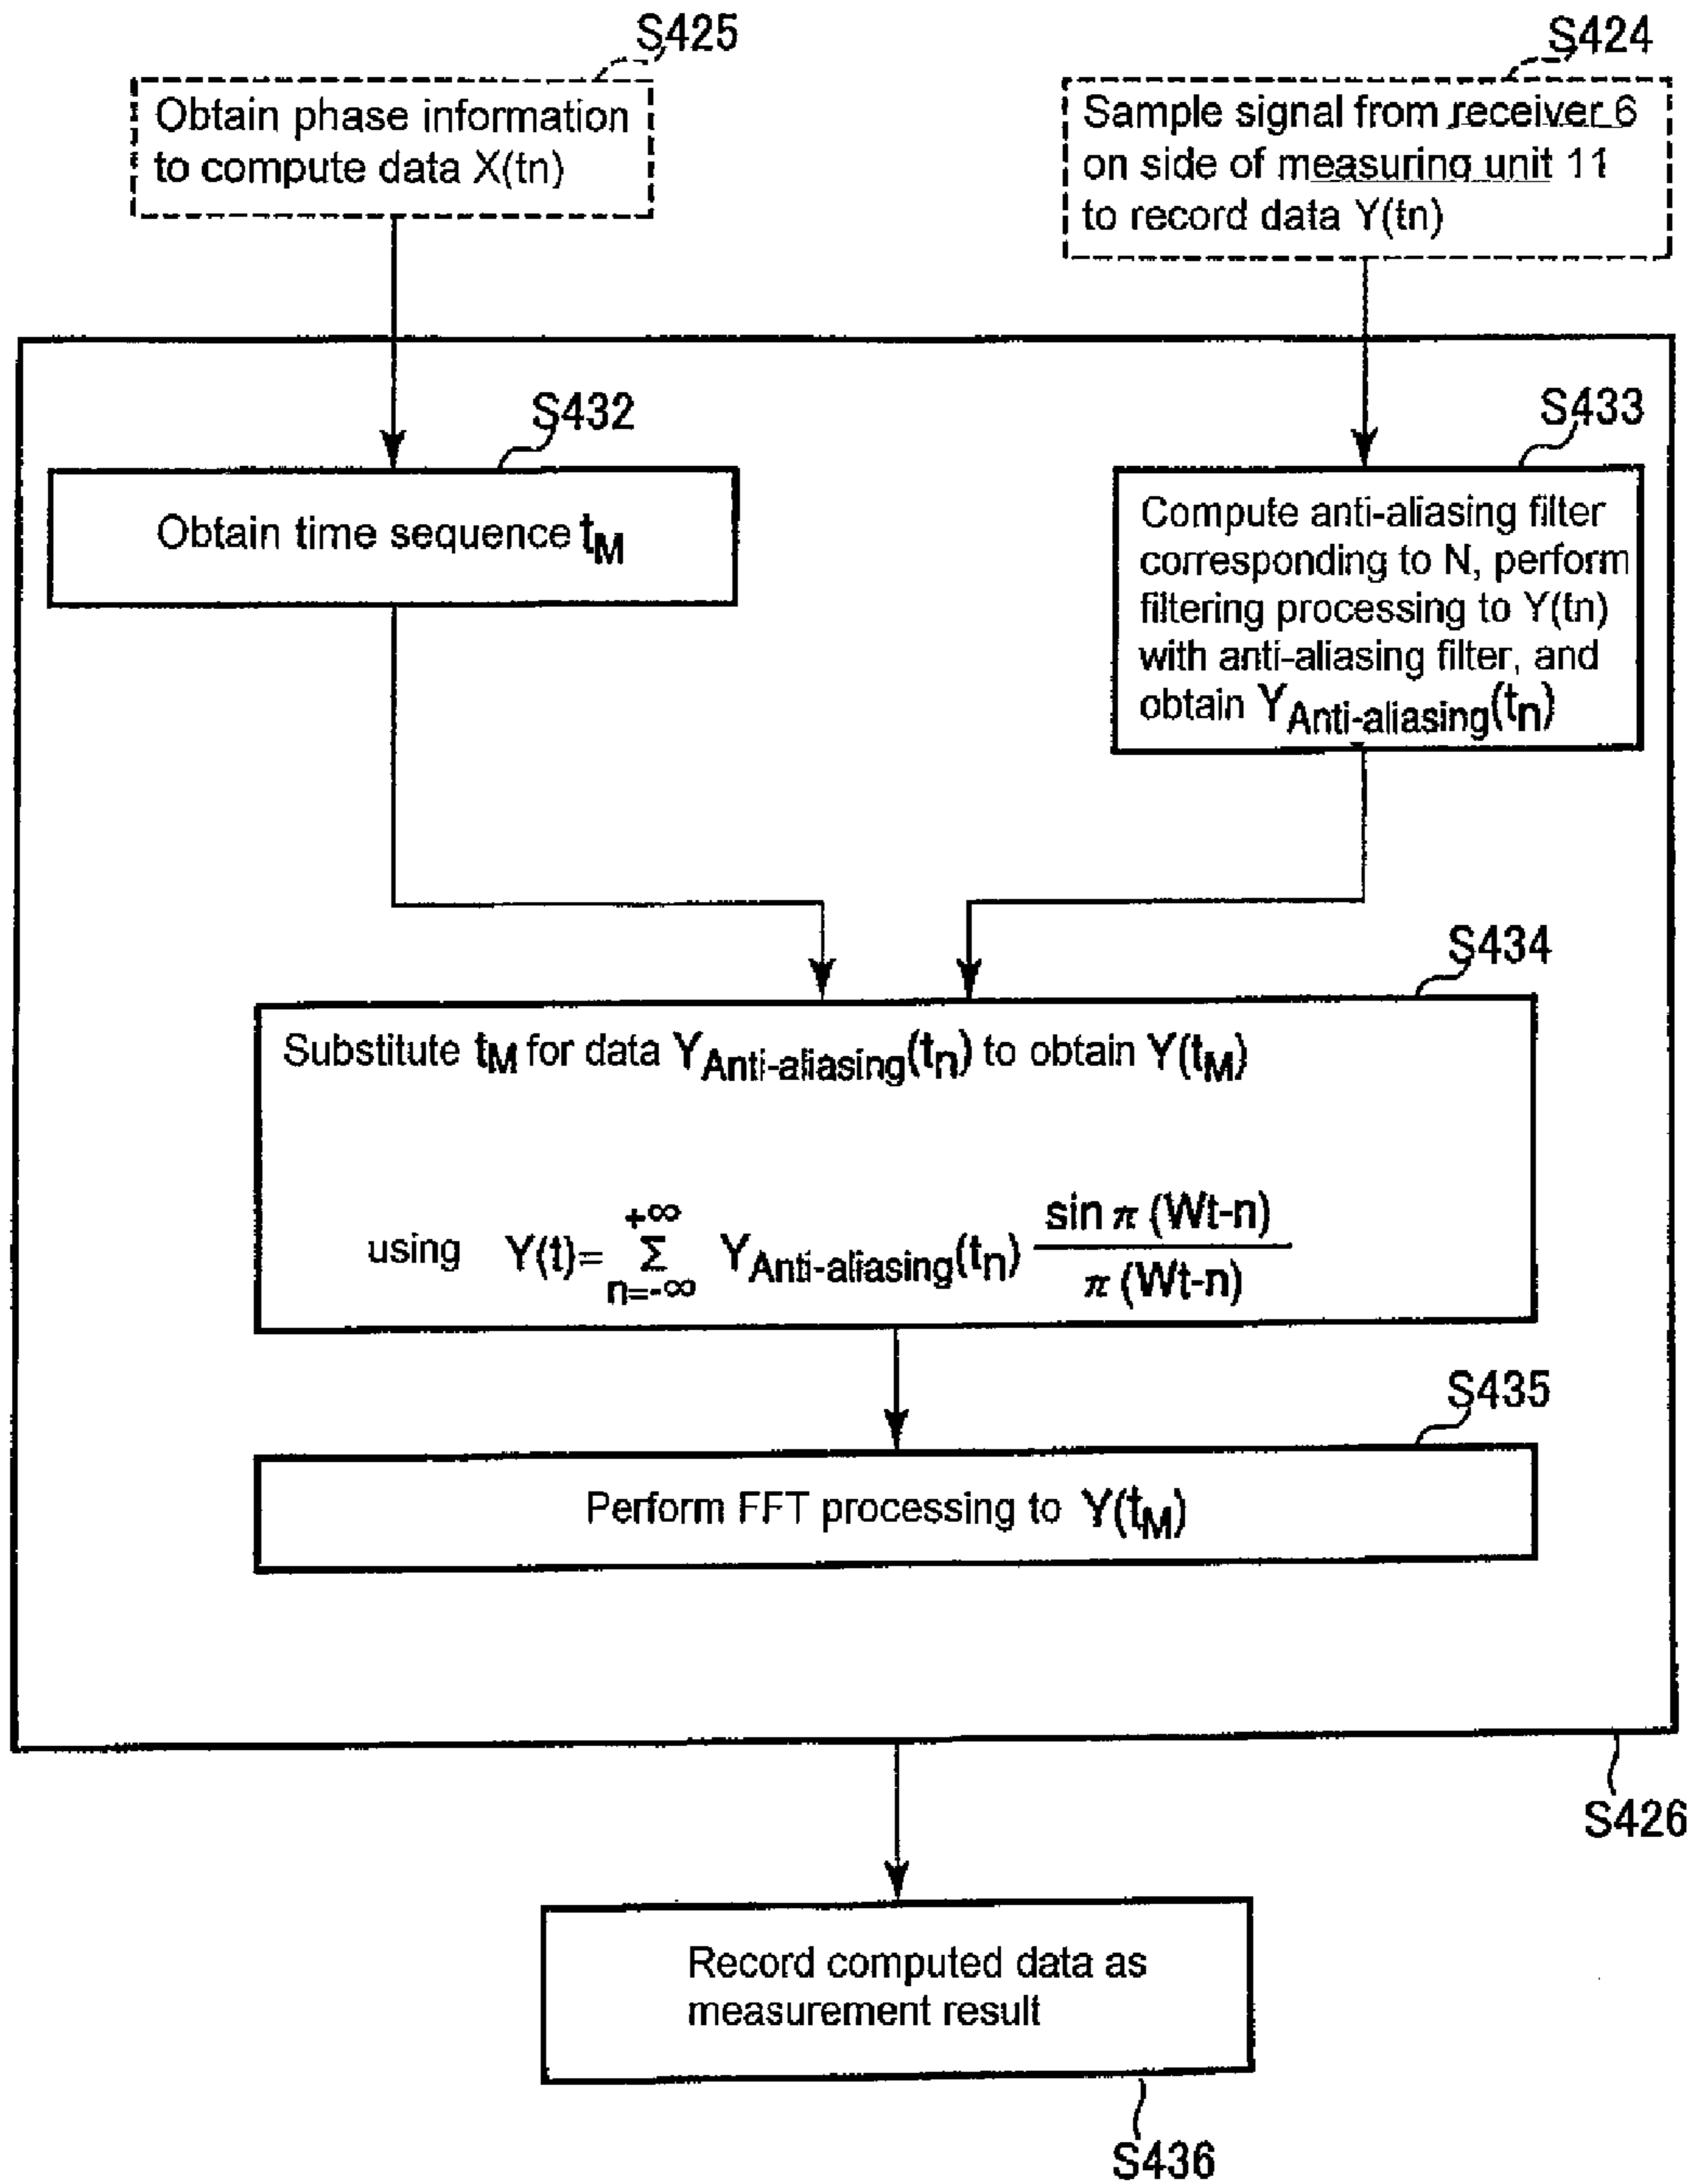 S425
Obtain phase information
to compute data X(tn)
S424
Sample signal from receiver 6
on side of measuring unit 11
to record data Y(tn)
S432
Obtain time sequence tM
S433
Compute anti-aliasing filter
corresponding to N, perform
filtering processing to Y(tn)
with anti-aliasing filter, and
obtain YAnti-aliasing(tn)
S434
Substitute tM for data YAnti-aliasing(tn) to obtain Y(tM)
using Y(t)= +∞ Σ n=-∞ YAnti-aliasing(tn) sin π (Wt-n) / π (Wt-n)
S435
Perform FFT processing to Y(tM)
S426
Record computed data as
measurement result
S436